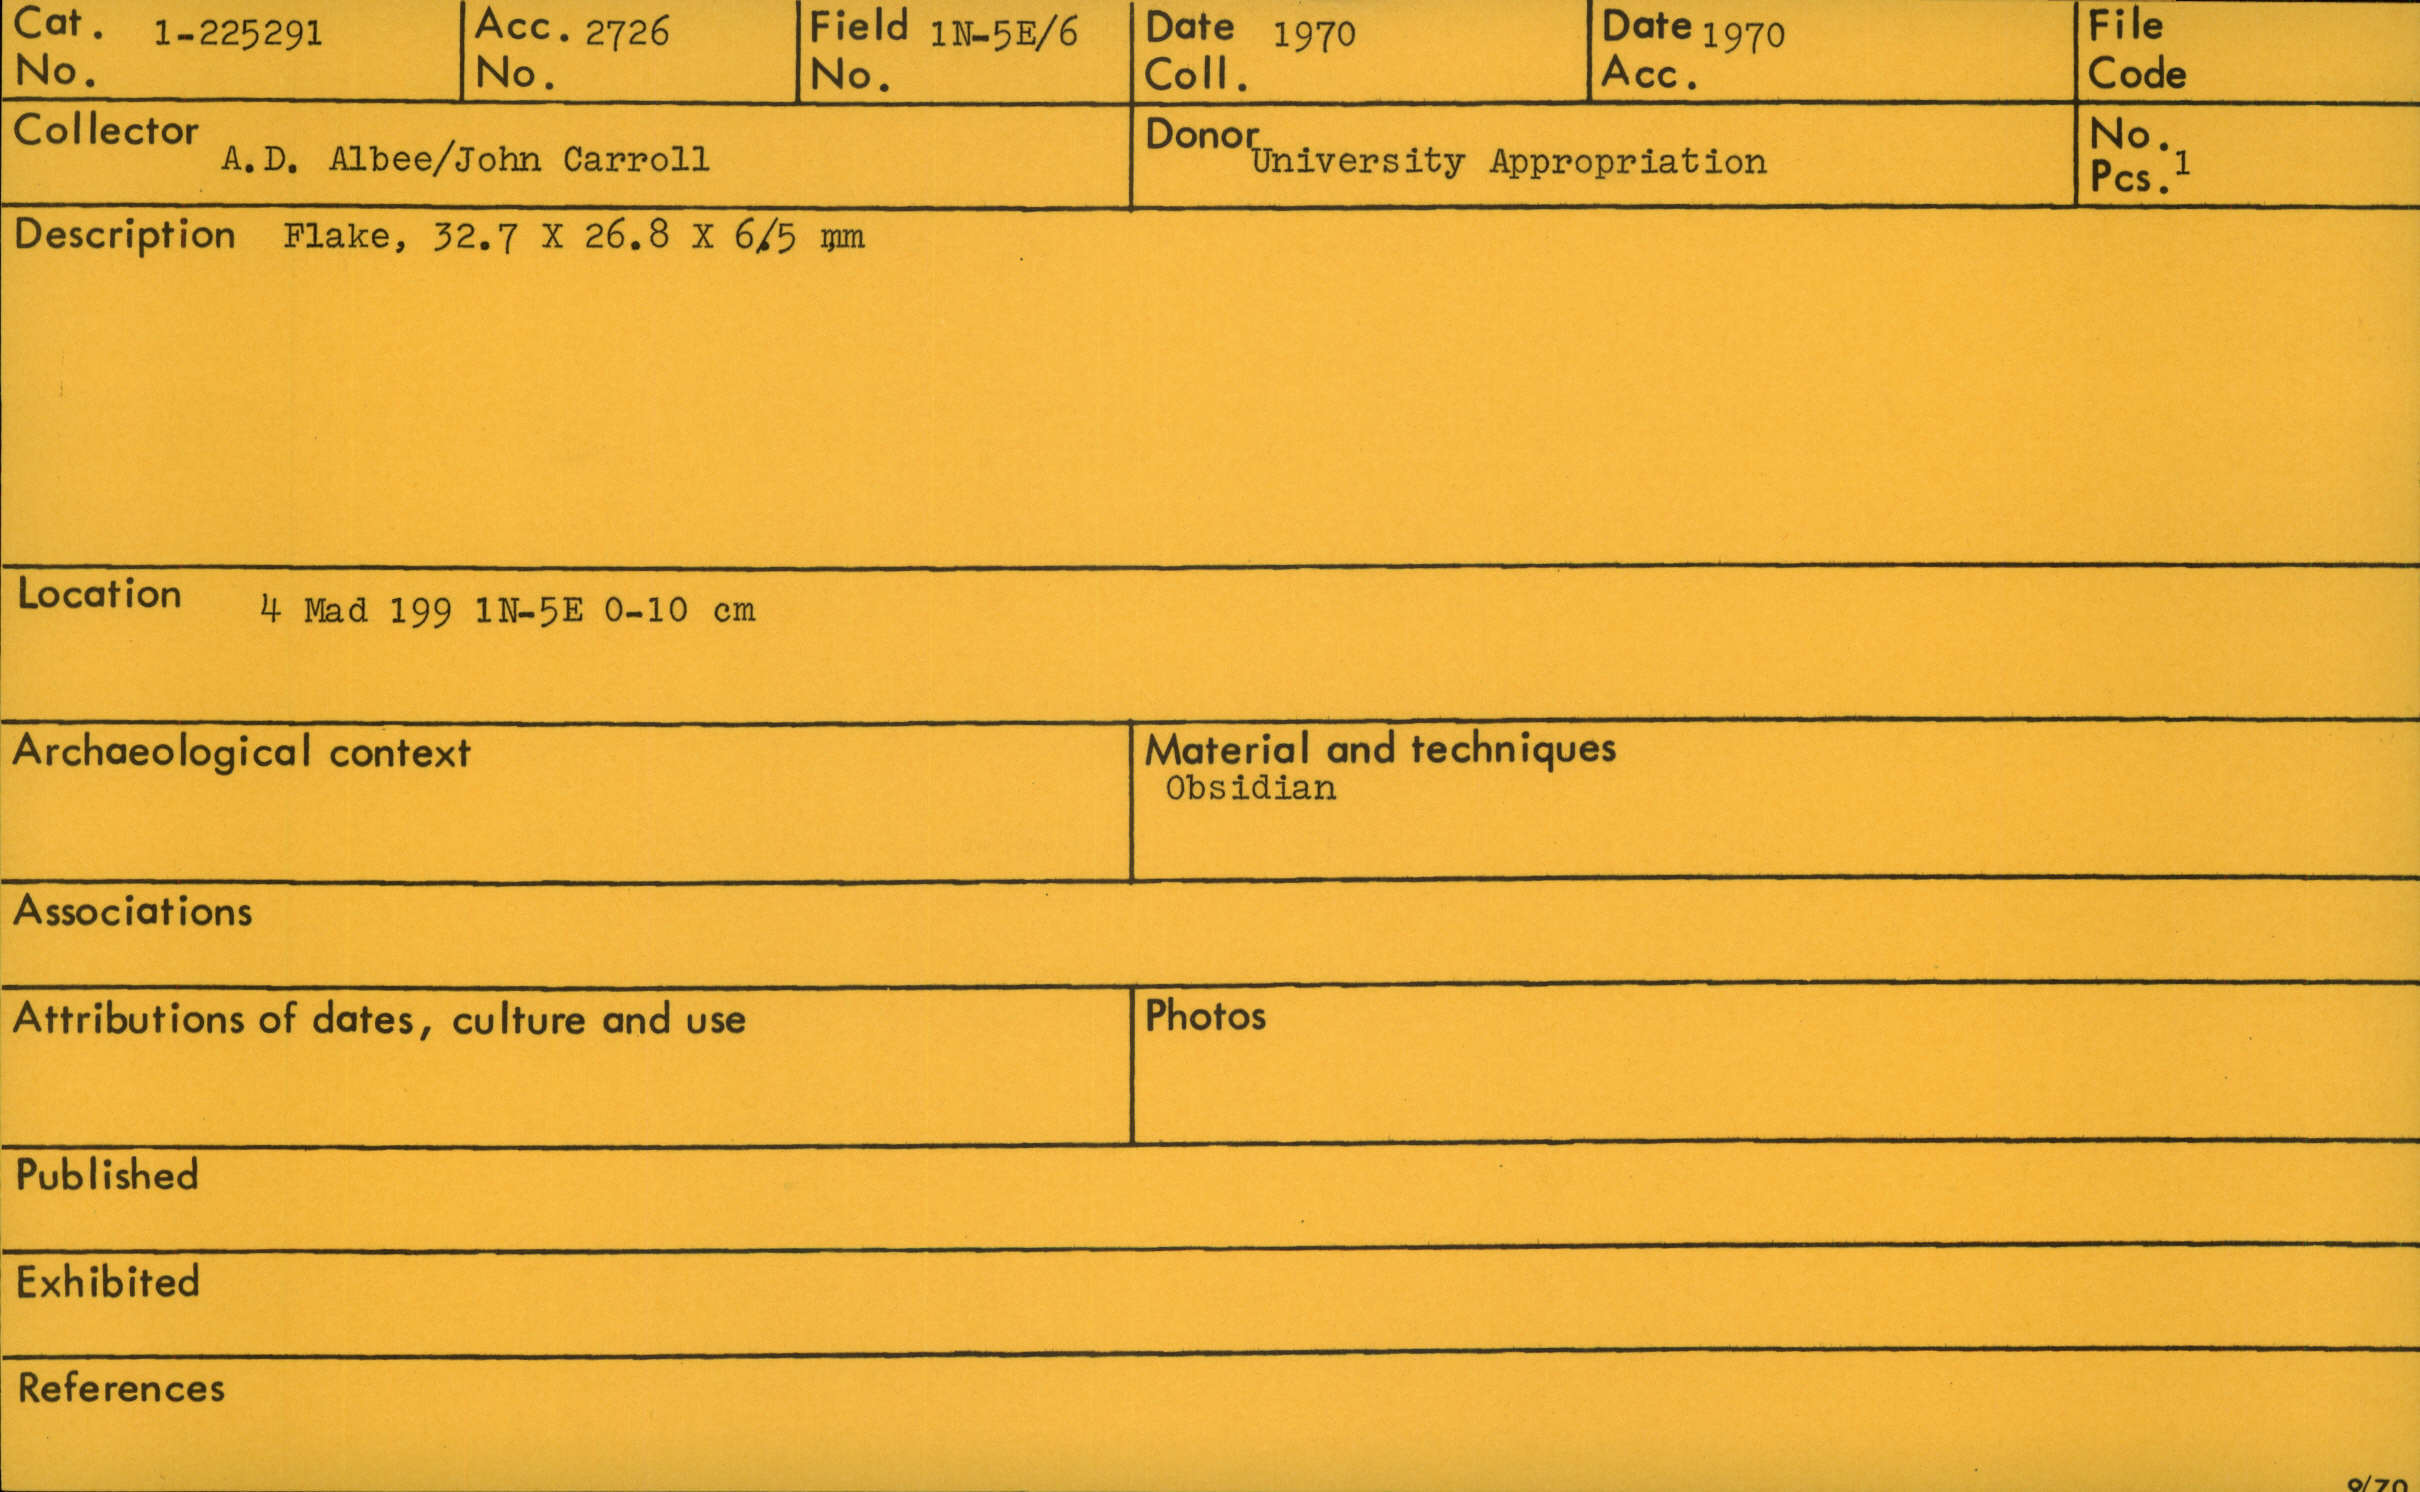 Cat. No. 1-225291 Acc. No. 2726 Field No. 1N-5E/6 Date Coll. 1970 Date Acc. 1970 File Code
Collector A.D. Albee/John Carroll Donor University Appropriation No. Pcs. 1
Description Flake, 32.7 X 26.8 X 6.5 mm
Location 4 Mad 199 1N-5E 0-10 cm
Archaeological context Material and techniques
Obsidian
Associations
Attributions of dates, culture and use Photos
Published
Exhibited
References
9/70